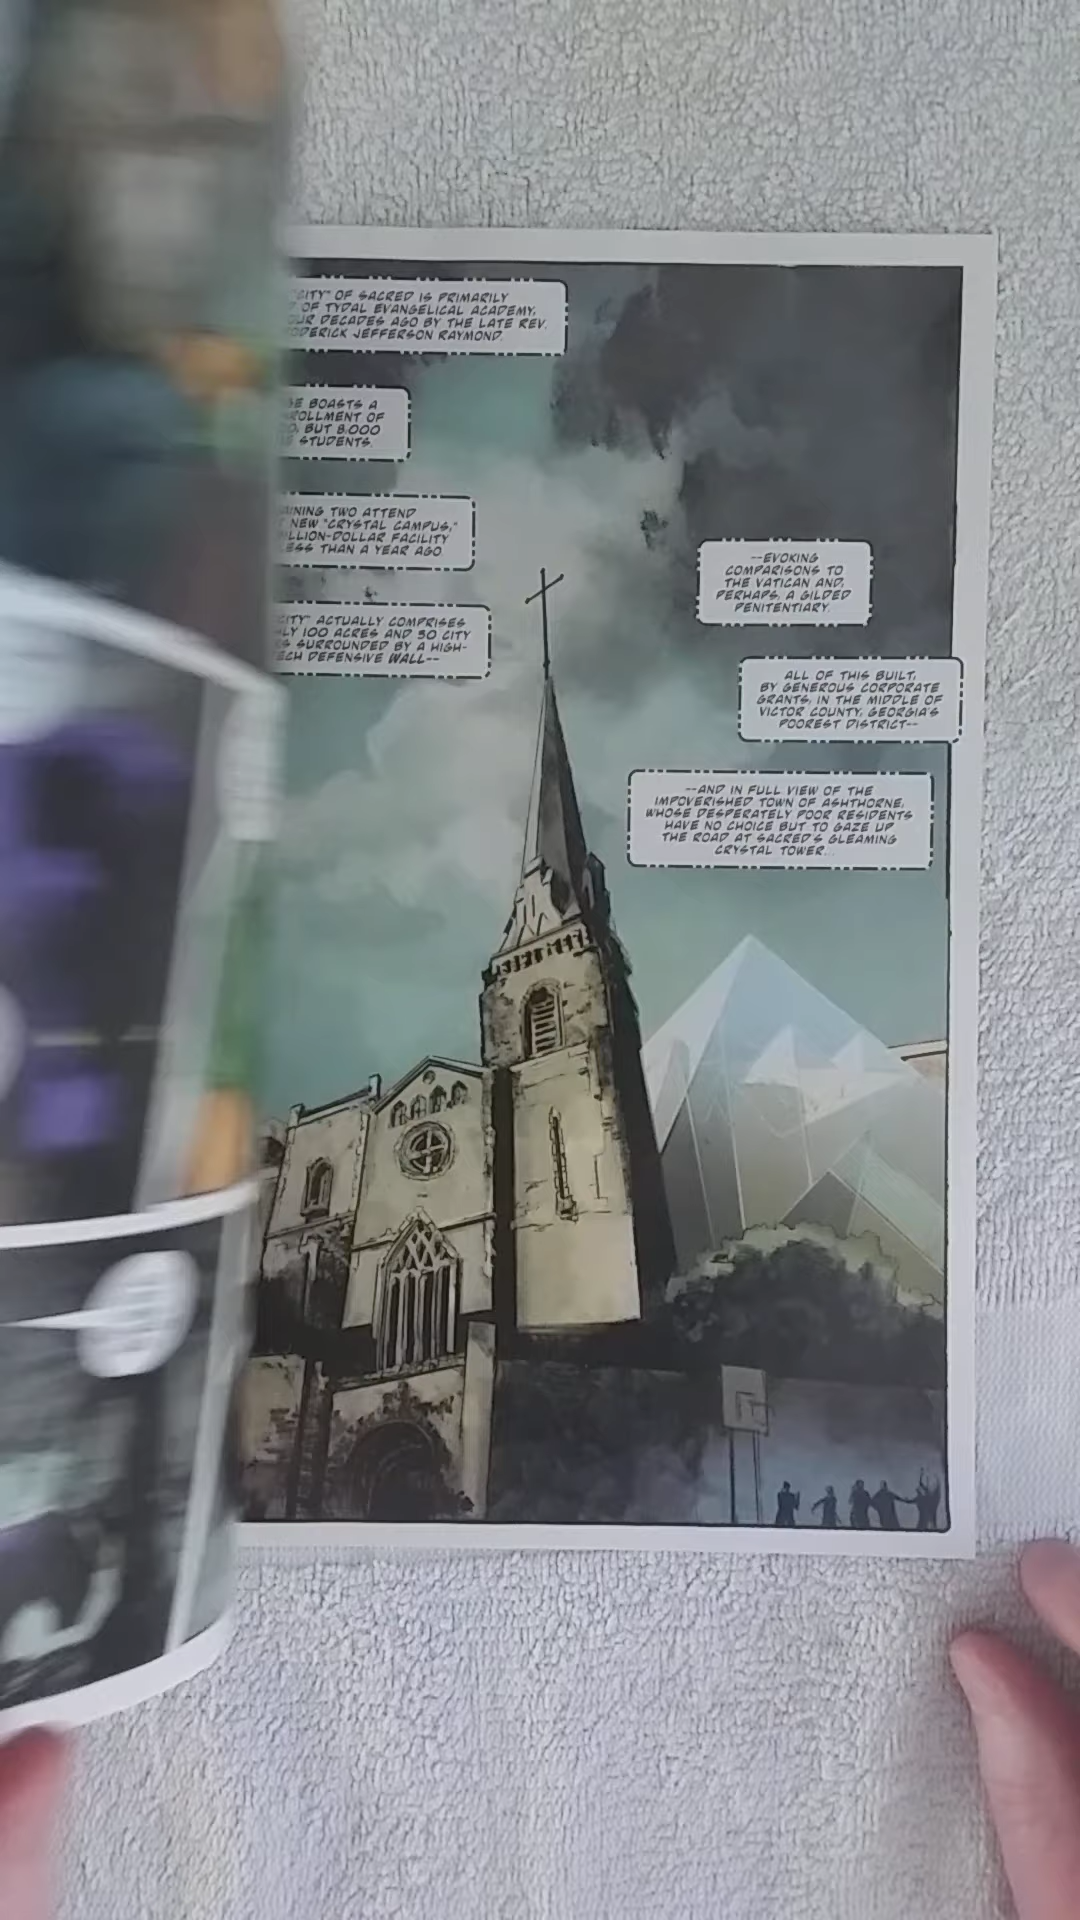 CITY" OF SACRED IS PRIMARILY
OF TYDAL EVANGELICAL ACADEMY,
OUR DECADES AGO BY THE LATE REV.
RODERICK JEFFERSON RAYMOND.
BOASTS A
ENROLLMENT OF
BUT 8,000
STUDENTS.
TWO ATTEND
NEW "CRYSTAL CAMPUS,"
MILLION-DOLLAR FACILITY
LESS THAN A YEAR AGO.
CITY" ACTUALLY COMPRISES
100 ACRES AND 30 CITY
SURROUNDED BY A HIGH-
TECH DEFENSIVE WALL--
--EVOKING
COMPARISONS TO
THE VATICAN AND,
PERHAPS, A GILDED
PENITENTIARY.
ALL OF THIS BUILT,
BY GENEROUS CORPORATE
GRANTS, IN THE MIDDLE OF
VICTOR COUNTY, GEORGIA'S
POOREST DISTRICT--
--AND IN FULL VIEW OF THE
IMPOVERISHED TOWN OF ASHTHORNE,
WHOSE DESPERATELY POOR RESIDENTS
HAVE NO CHOICE BUT TO GAZE UP
THE ROAD AT SACRED'S GLEAMING
CRYSTAL TOWER...